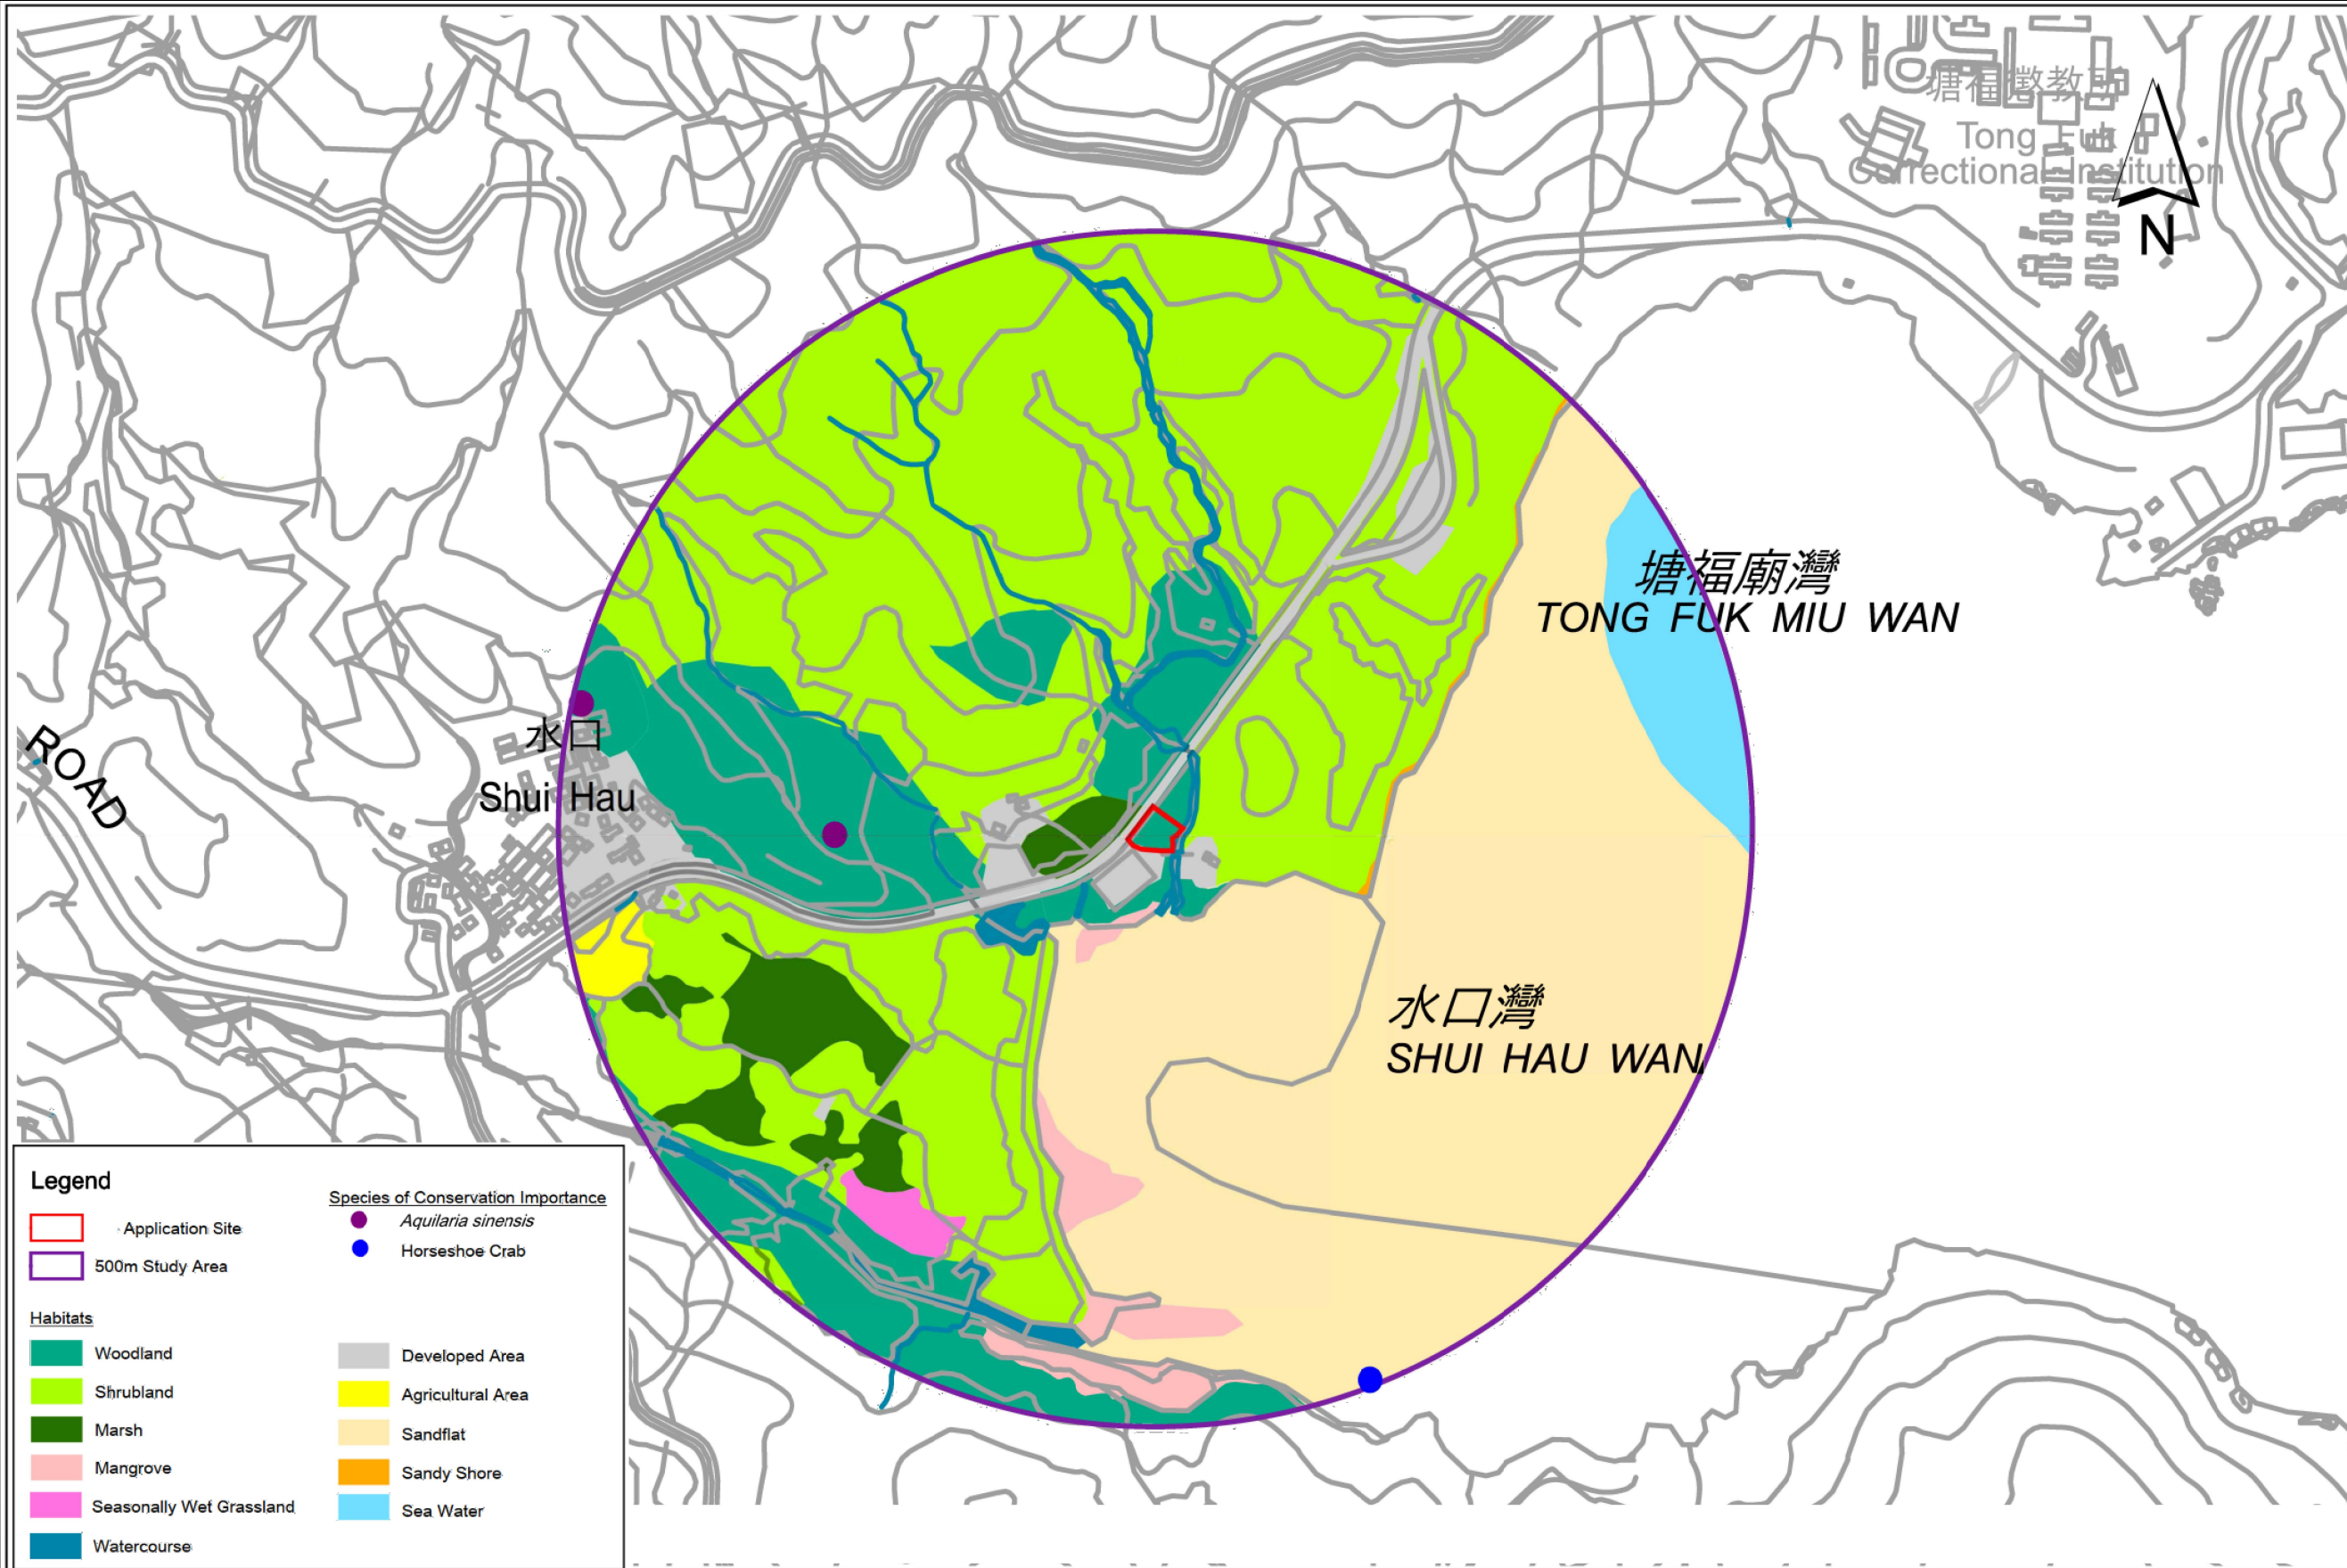 塘福懲教所
Tong Fuk
Correctional Institution
N
塘福廟灣
TONG FUK MIU WAN
水口
Shui Hau
ROAD
水口灣
SHUI HAU WAN
Legend
Application Site
500m Study Area
Species of Conservation Importance
Aquilaria sinensis
Horseshoe Crab
Habitats
Woodland
Shrubland
Marsh
Mangrove
Seasonally Wet Grassland
Watercourse
Developed Area
Agricultural Area
Sandflat
Sandy Shore
Sea Water